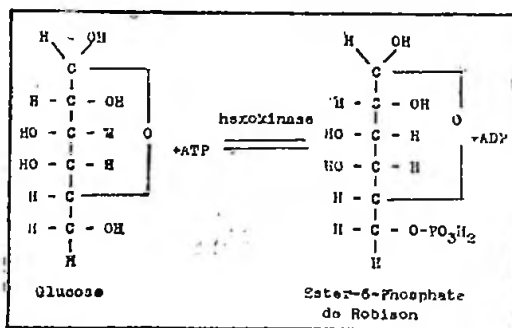 H OH
C
H - C - OH
HO - C - H O
HO - C - H
H - C
H - C - OH
H
Glucose
hexokinase
+ATP
H OH
C
H - C - OH
HO - C - H O
HO - C - H +ADP
H - C
H - C - O-PO3H2
H
Ester-6-Phosphate
de Robison